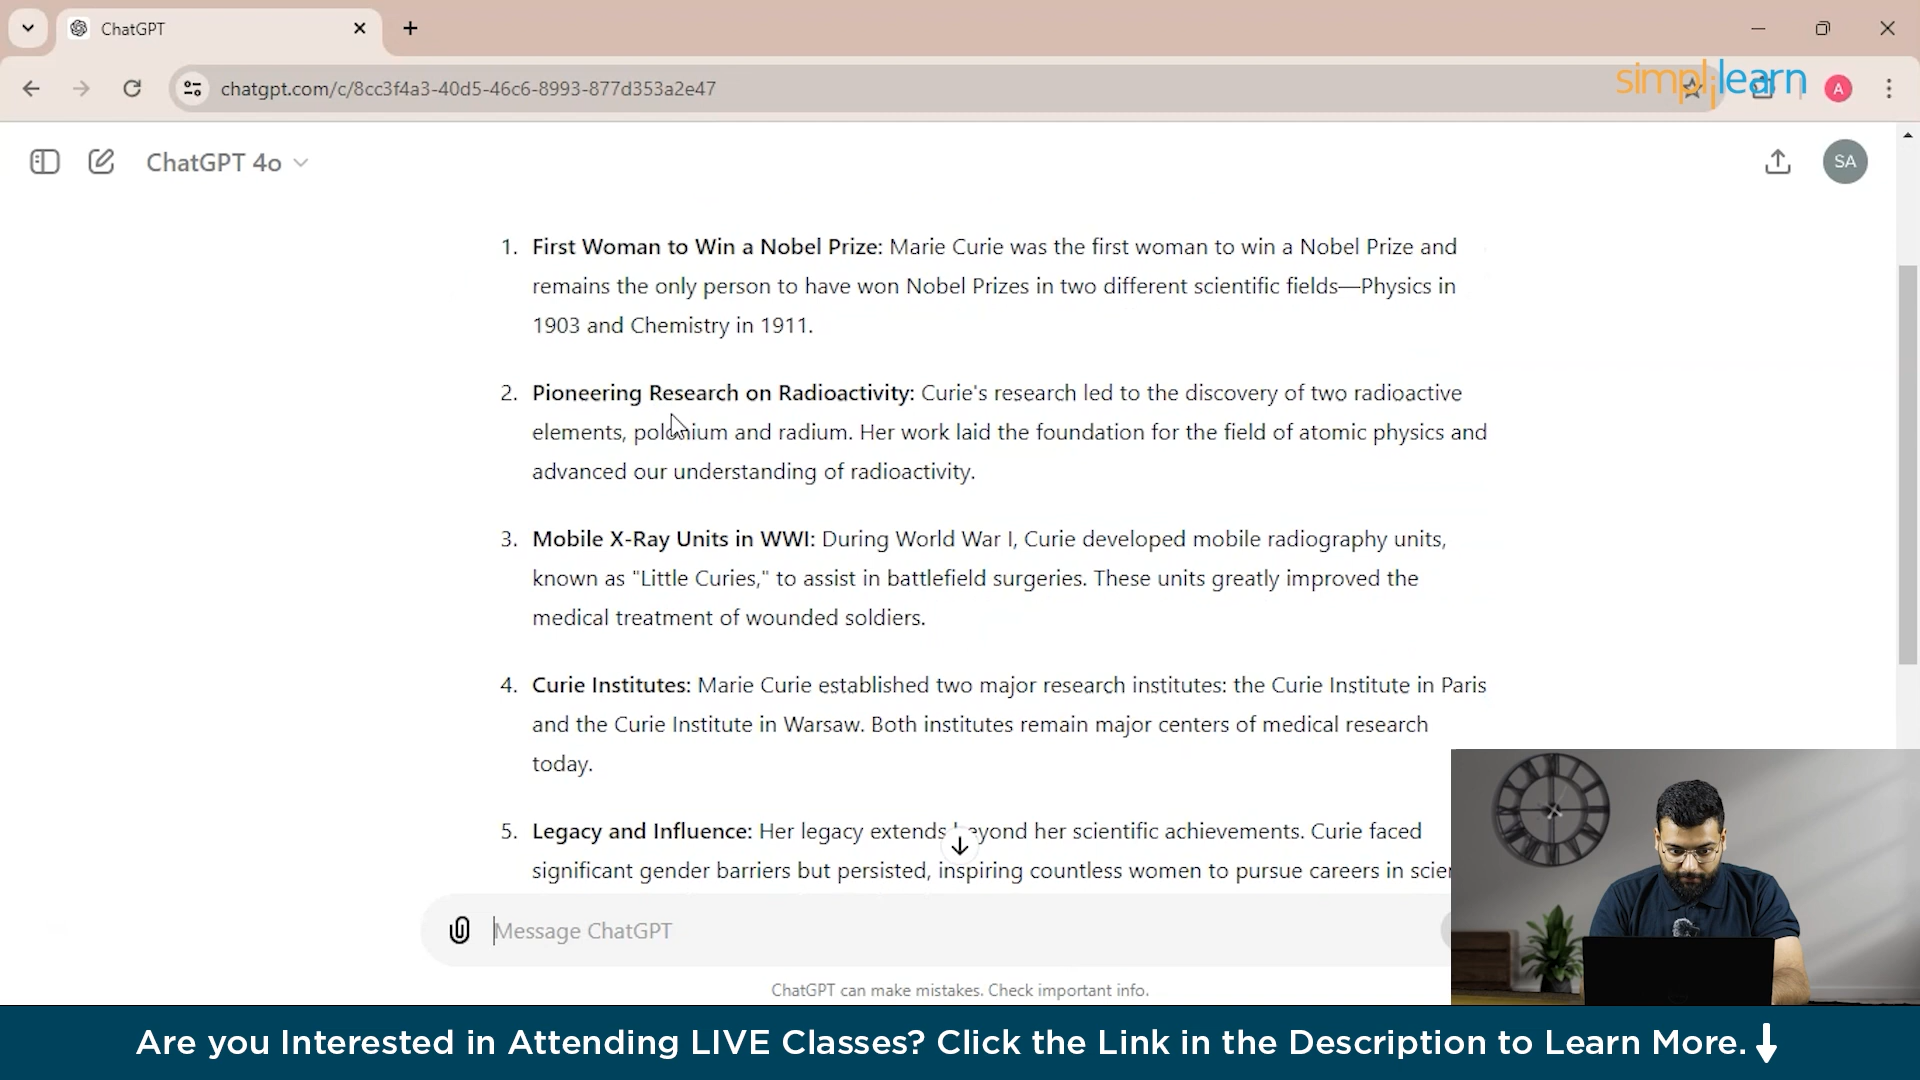 ChatGPT
chatgpt.com/c/8cc3f4a3-40d5-46c6-8993-877d353a2e47
simplilearn
A
ChatGPT 4o
SA
1. First Woman to Win a Nobel Prize: Marie Curie was the first woman to win a Nobel Prize and
remains the only person to have won Nobel Prizes in two different scientific fields—Physics in
1903 and Chemistry in 1911.
2. Pioneering Research on Radioactivity: Curie's research led to the discovery of two radioactive
elements, polonium and radium. Her work laid the foundation for the field of atomic physics and
advanced our understanding of radioactivity.
3. Mobile X-Ray Units in WWI: During World War I, Curie developed mobile radiography units,
known as "Little Curies," to assist in battlefield surgeries. These units greatly improved the
medical treatment of wounded soldiers.
4. Curie Institutes: Marie Curie established two major research institutes: the Curie Institute in Paris
and the Curie Institute in Warsaw. Both institutes remain major centers of medical research
today.
5. Legacy and Influence: Her legacy extends beyond her scientific achievements. Curie faced
significant gender barriers but persisted, inspiring countless women to pursue careers in
Message ChatGPT
ChatGPT can make mistakes. Check important info.
Are you Interested in Attending LIVE Classes? Click the Link in the Description to Learn More.